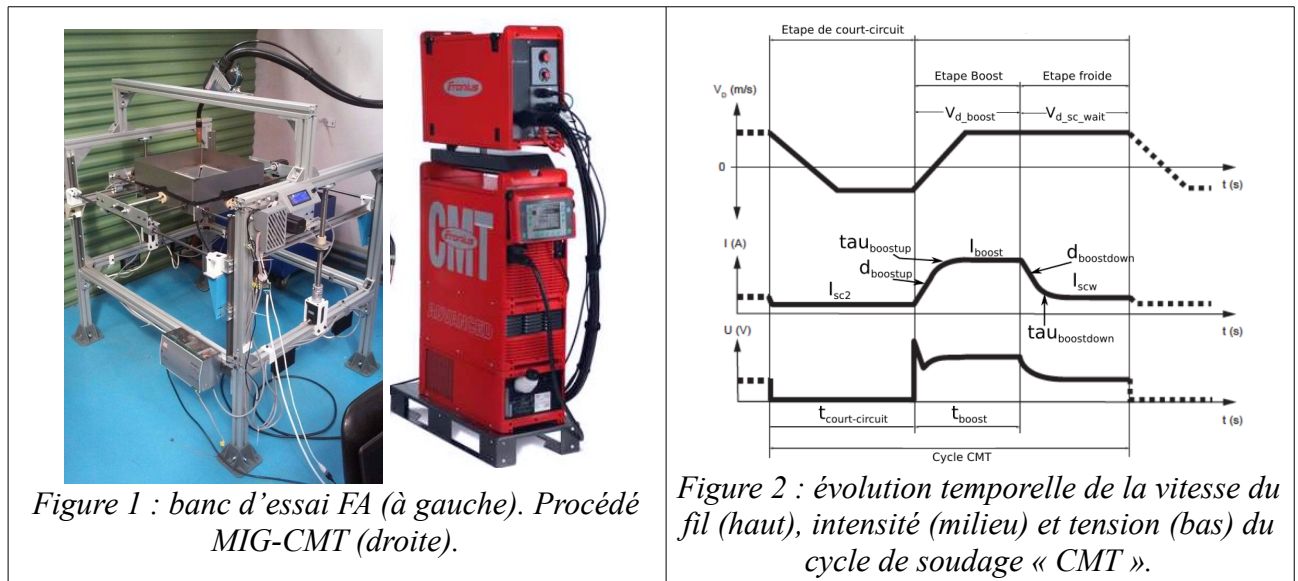 Fronius
CMT
Fronius
ADVANCED
Figure 1 : banc d'essai FA (à gauche). Procédé
MIG-CMT (droite).
Etape de court-circuit
Etape Boost
Etape froide
V_D (m/s)
V_d_boost
V_d_sc_wait
0
t (s)
I (A)
tau_boostup
I_boost
d_boostdown
d_boostup
I_sc2
I_scw
t (s)
tau_boostdown
U (V)
t_court-circuit
t_boost
t (s)
Cycle CMT
Figure 2 : évolution temporelle de la vitesse du
fil (haut), intensité (milieu) et tension (bas) du
cycle de soudage « CMT ».